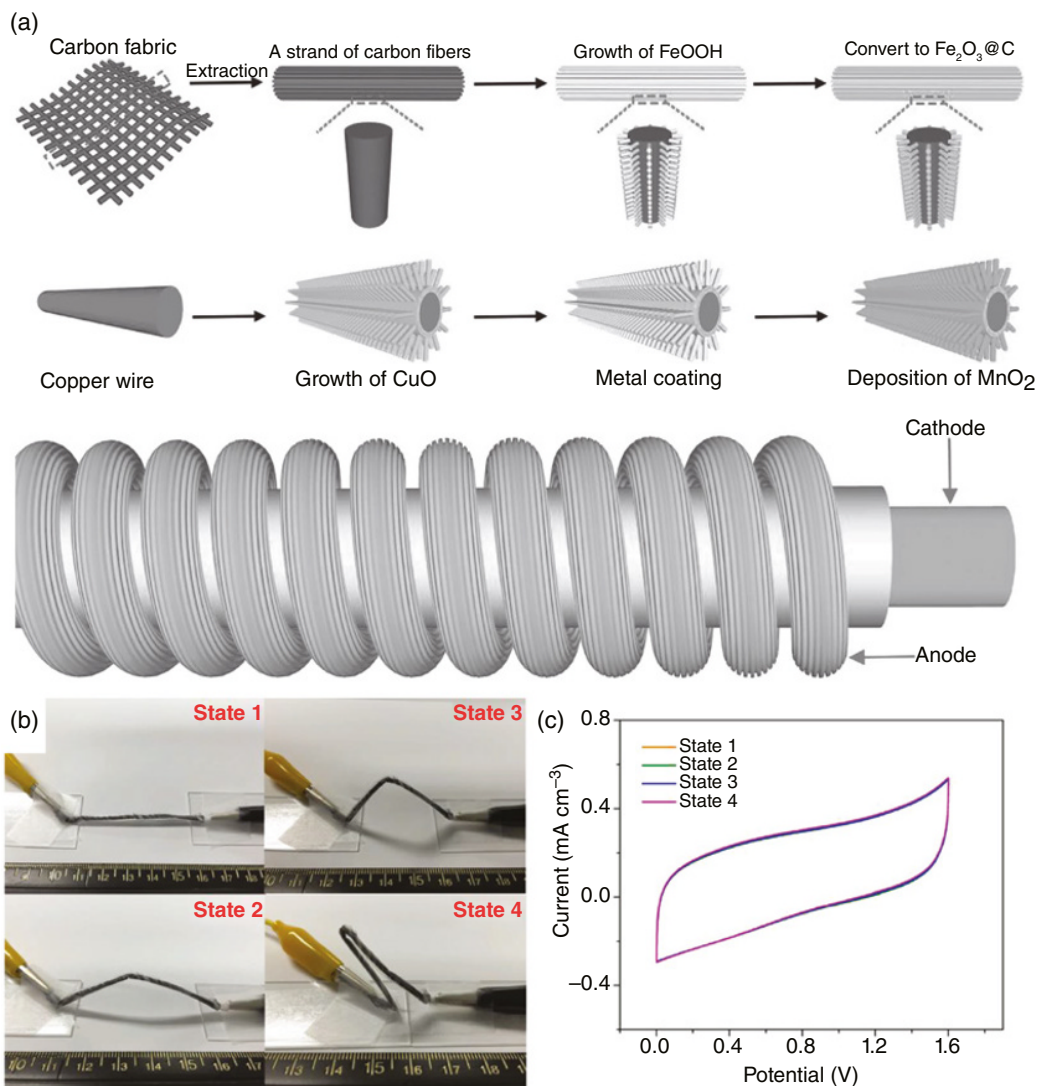 (a)
Carbon fabric
Extraction
A strand of carbon fibers
Growth of FeOOH
Convert to Fe₂O₃@C
Copper wire
Growth of CuO
Metal coating
Deposition of MnO₂
Cathode
Anode
(b)
State 1
State 3
State 2
State 4
(c)
0.8
0.4
0.0
−0.4
Current (mA cm⁻³)
State 1
State 2
State 3
State 4
0.0 0.4 0.8 1.2 1.6
Potential (V)